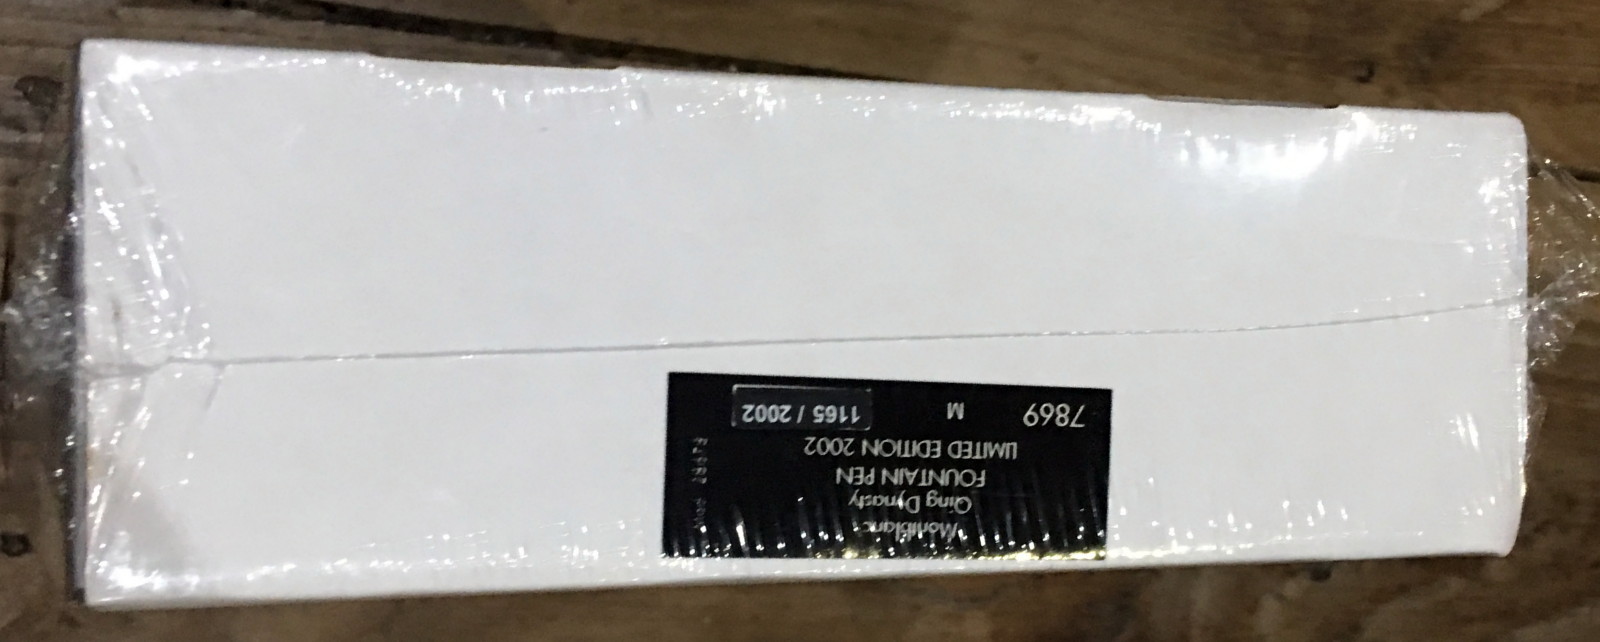 Montblanc
Qing Dynasty
FOUNTAIN PEN
LIMITED EDITION 2002
7869 M 1165 / 2002